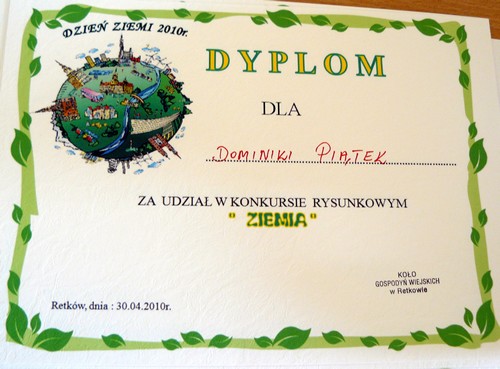 DZIEŃ ZIEMI 2010r.
DYPLOM
DLA
DOMINIKI PIĄTEK
ZA UDZIAŁ W KONKURSIE RYSUNKOWYM
" ZIEMIA"
KOŁO
GOSPODYŃ WIEJSKICH
w Retkowie
Retków, dnia : 30.04.2010r.